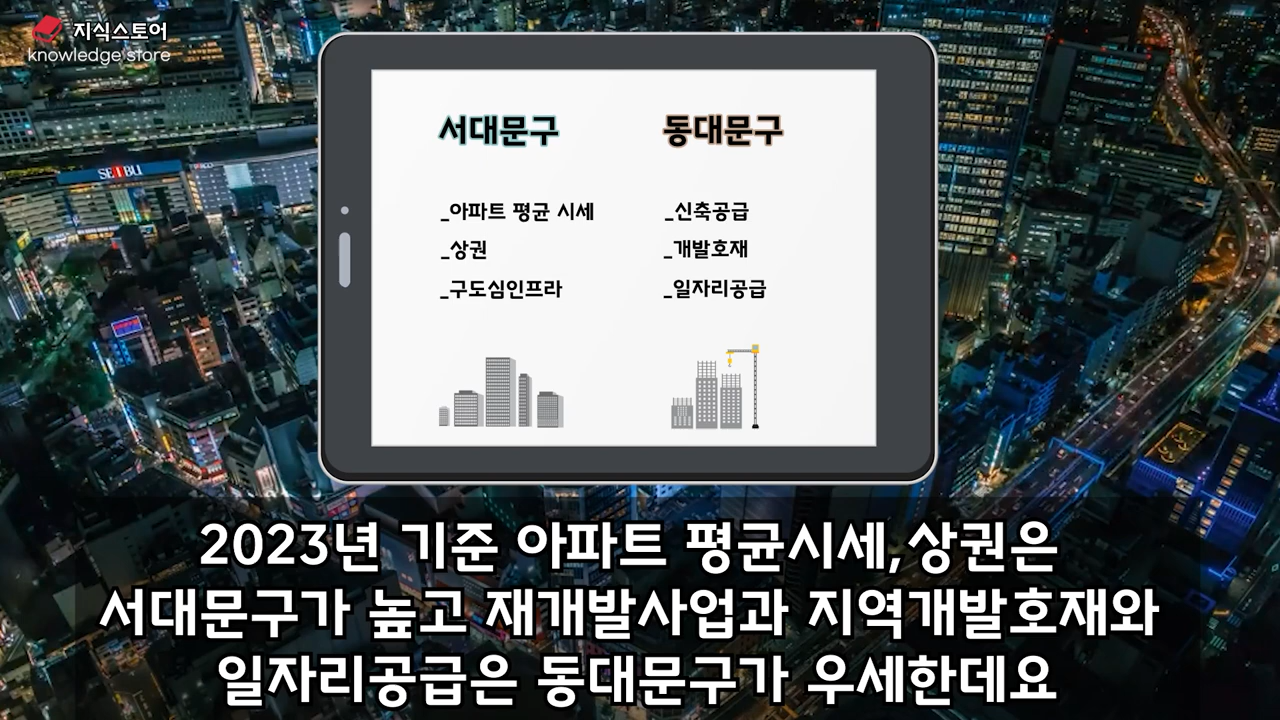 지식스토어
knowledge store
SEIBU
서대문구
_아파트 평균 시세
_상권
_구도심인프라
동대문구
_신축공급
_개발호재
_일자리공급
2023년 기준 아파트 평균시세,상권은
서대문구가 높고 재개발사업과 지역개발호재와
일자리공급은 동대문구가 우세한데요